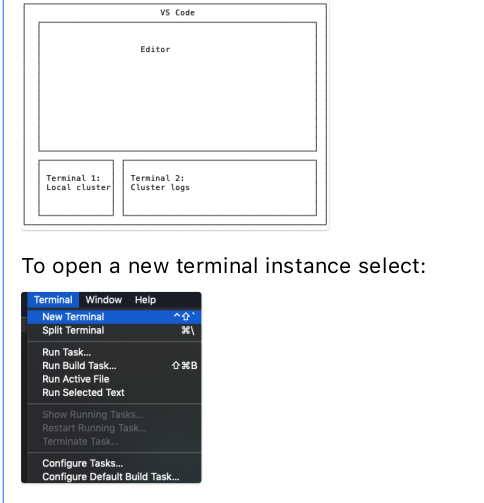 VS Code
Editor
Terminal 1:
Local cluster
Terminal 2:
Cluster logs
To open a new terminal instance select:
Terminal Window Help
New Terminal ⌃⇧`
Split Terminal ⌘\
Run Task...
Run Build Task... ⇧⌘B
Run Active File
Run Selected Text
Show Running Tasks...
Restart Running Task...
Terminate Task...
Configure Tasks...
Configure Default Build Task...